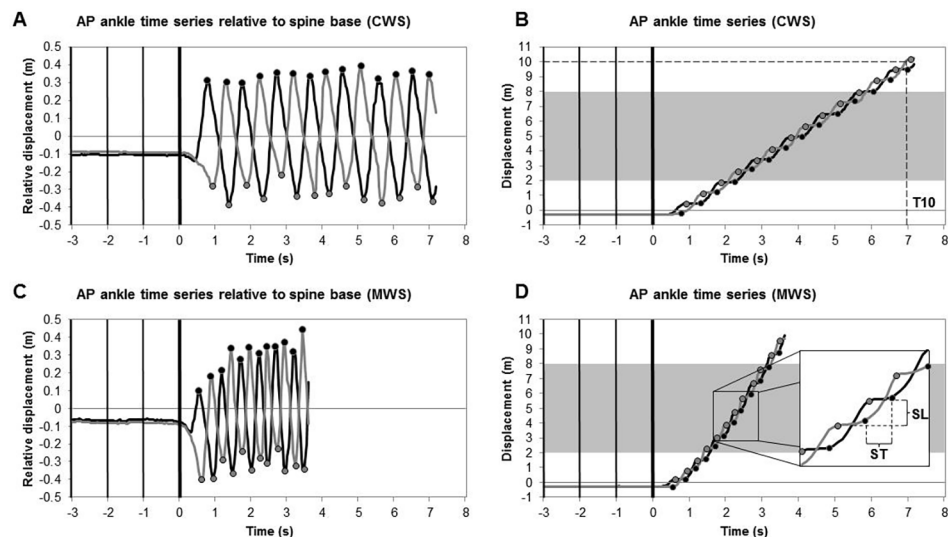 A
AP ankle time series relative to spine base (CWS)
Relative displacement (m)
0.5
0.4
0.3
0.2
0.1
0
-0.1
-0.2
-0.3
-0.4
-0.5
-3 -2 -1 0 1 2 3 4 5 6 7 8
Time (s)
B
AP ankle time series (CWS)
Displacement (m)
11
10
9
8
7
6
5
4
3
2
1
0
-1
T10
-3 -2 -1 0 1 2 3 4 5 6 7 8
Time (s)
C
AP ankle time series relative to spine base (MWS)
Relative displacement (m)
0.5
0.4
0.3
0.2
0.1
0
-0.1
-0.2
-0.3
-0.4
-0.5
-3 -2 -1 0 1 2 3 4 5 6 7 8
Time (s)
D
AP ankle time series (MWS)
Displacement (m)
11
10
9
8
7
6
5
4
3
2
1
0
-1
SL
ST
-3 -2 -1 0 1 2 3 4 5 6 7 8
Time (s)